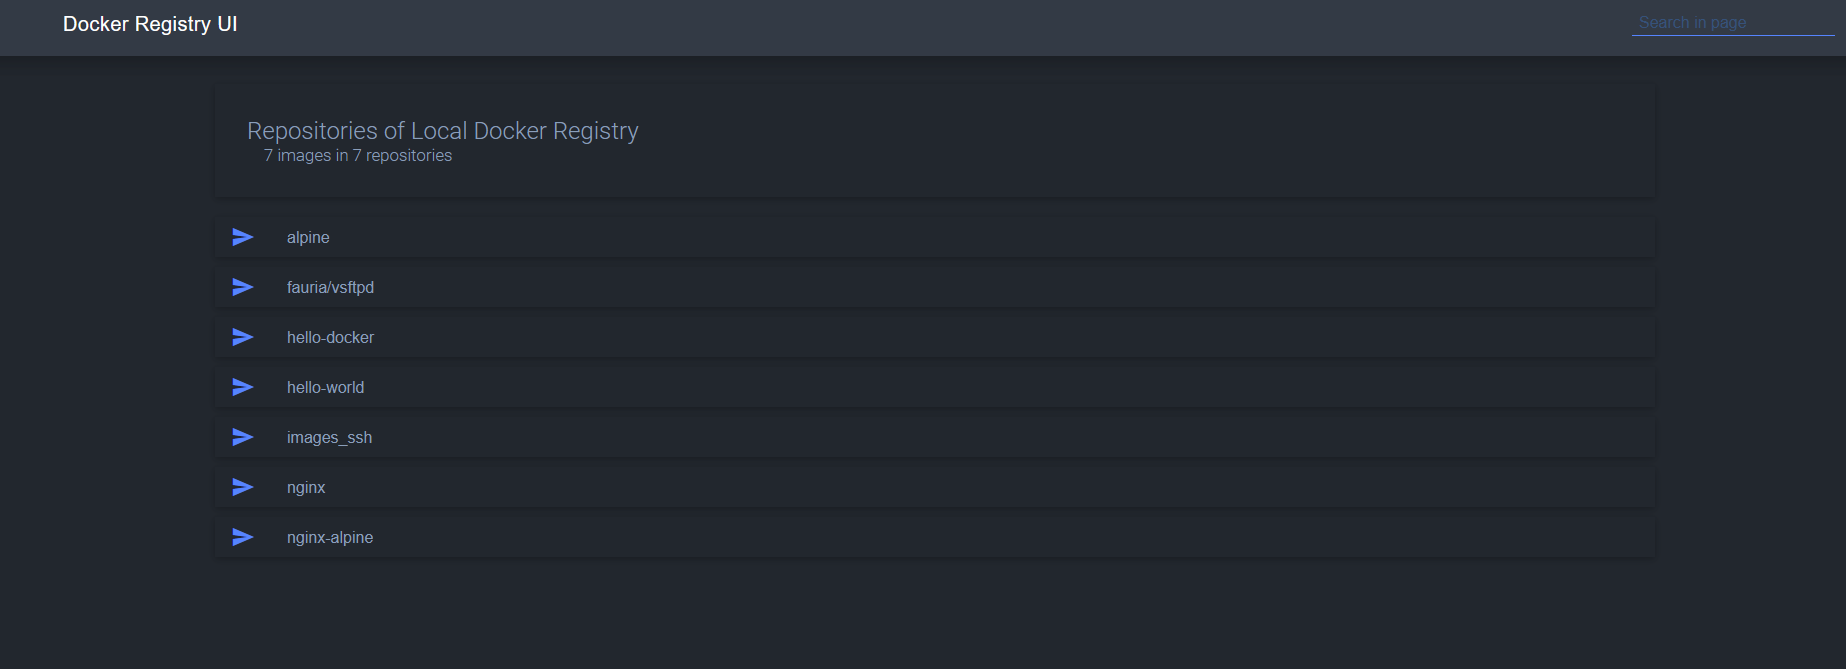 Docker Registry UI
Search in page
Repositories of Local Docker Registry
7 images in 7 repositories
alpine
fauria/vsftpd
hello-docker
hello-world
images_ssh
nginx
nginx-alpine